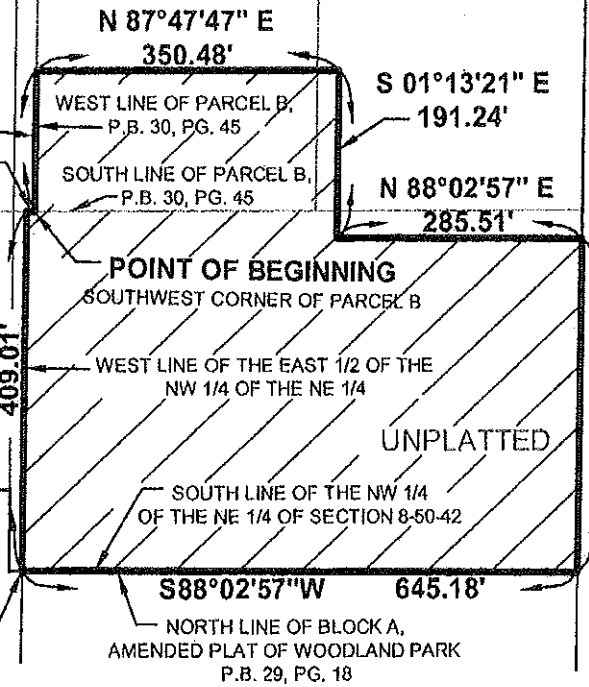 N 87°47'47" E
350.48'
S 01°13'21" E
191.24'
WEST LINE OF PARCEL B,
P.B. 30, PG. 45
SOUTH LINE OF PARCEL B,
P.B. 30, PG. 45
N 88°02'57" E
285.51'
POINT OF BEGINNING
SOUTHWEST CORNER OF PARCEL B
409.01'
WEST LINE OF THE EAST 1/2 OF THE
NW 1/4 OF THE NE 1/4
UNPLATTED
SOUTH LINE OF THE NW 1/4
OF THE NE 1/4 OF SECTION 8-50-42
S88°02'57"W 645.18'
NORTH LINE OF BLOCK A,
AMENDED PLAT OF WOODLAND PARK
P.B. 29, PG. 18